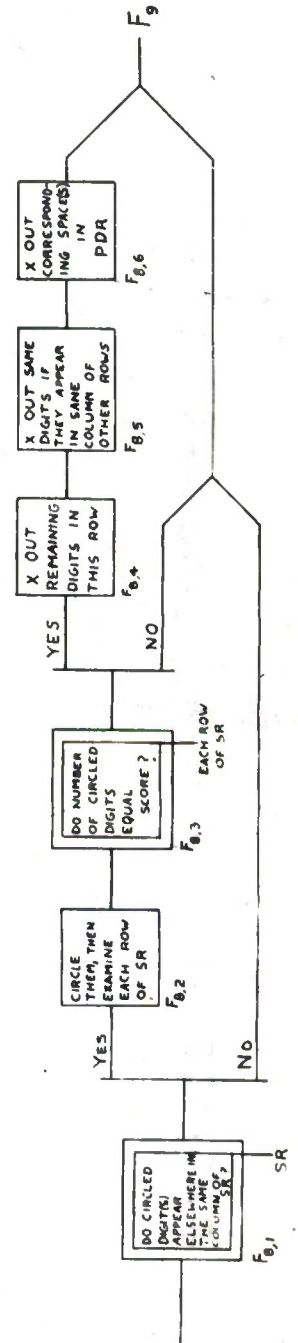 DO CIRCLED
DIGIT(S)
APPEAR
ELSEWHERE IN
THE SAME
COLUMN OF
SR?
F8,1
SR
YES
NO
CIRCLE
THEM, THEN
EXAMINE
EACH ROW
OF SR
F8,2
DO NUMBER
OF CIRCLED
DIGITS
EQUAL
SCORE?
F8,3
EACH ROW
OF SR
YES
NO
X OUT
REMAINING
DIGITS IN
THIS ROW
F8,4
X OUT SAME
DIGITS IF
THEY APPEAR
IN SAME
COLUMN OF
OTHER ROWS
F8,5
X OUT
CORRESPOND-
ING SPACE(S)
IN
PDR
F8,6
F9